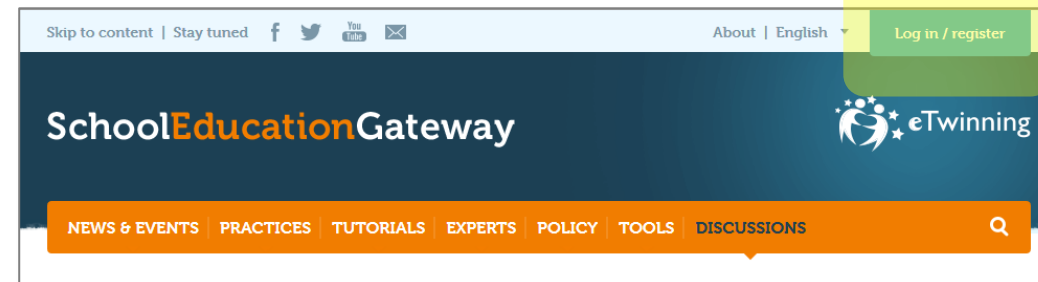 Skip to content | Stay tuned You Tube About | English Log in / register
SchoolEducationGateway eTwinning
NEWS & EVENTS PRACTICES TUTORIALS EXPERTS POLICY TOOLS DISCUSSIONS